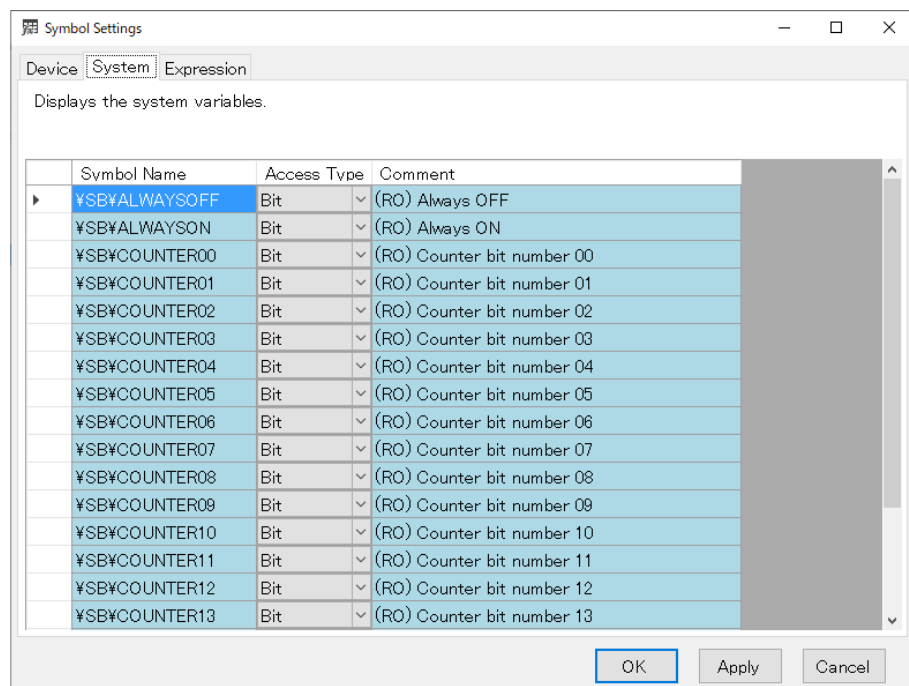 Symbol Settings
Device System Expression
Displays the system variables.
Symbol Name Access Type Comment
¥SB¥ALWAYSOFF Bit (RO) Always OFF
¥SB¥ALWAYSON Bit (RO) Always ON
¥SB¥COUNTER00 Bit (RO) Counter bit number 00
¥SB¥COUNTER01 Bit (RO) Counter bit number 01
¥SB¥COUNTER02 Bit (RO) Counter bit number 02
¥SB¥COUNTER03 Bit (RO) Counter bit number 03
¥SB¥COUNTER04 Bit (RO) Counter bit number 04
¥SB¥COUNTER05 Bit (RO) Counter bit number 05
¥SB¥COUNTER06 Bit (RO) Counter bit number 06
¥SB¥COUNTER07 Bit (RO) Counter bit number 07
¥SB¥COUNTER08 Bit (RO) Counter bit number 08
¥SB¥COUNTER09 Bit (RO) Counter bit number 09
¥SB¥COUNTER10 Bit (RO) Counter bit number 10
¥SB¥COUNTER11 Bit (RO) Counter bit number 11
¥SB¥COUNTER12 Bit (RO) Counter bit number 12
¥SB¥COUNTER13 Bit (RO) Counter bit number 13
OK Apply Cancel